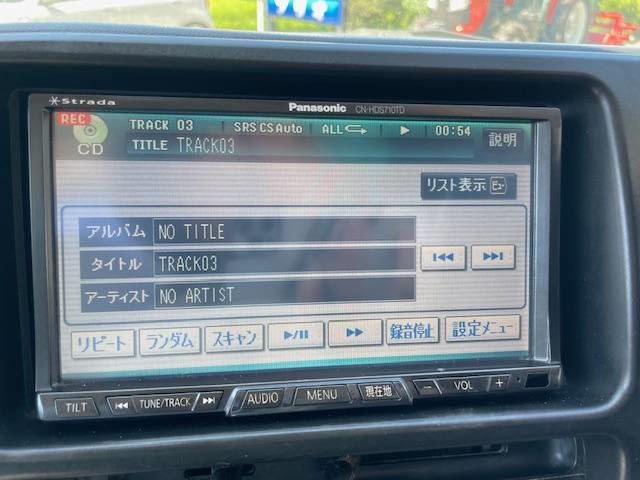 Strada
Panasonic CN-HDS710TD
REC TRACK 03 SRS CS Auto ALL 00:54
CD TITLE TRACK03 説明
リスト表示
アルバム NO TITLE
タイトル TRACK03
アーティスト NO ARTIST
リピート ランダム スキャン 録音停止 設定メニュー
TILT TUNE/TRACK AUDIO MENU 現在地 − VOL +